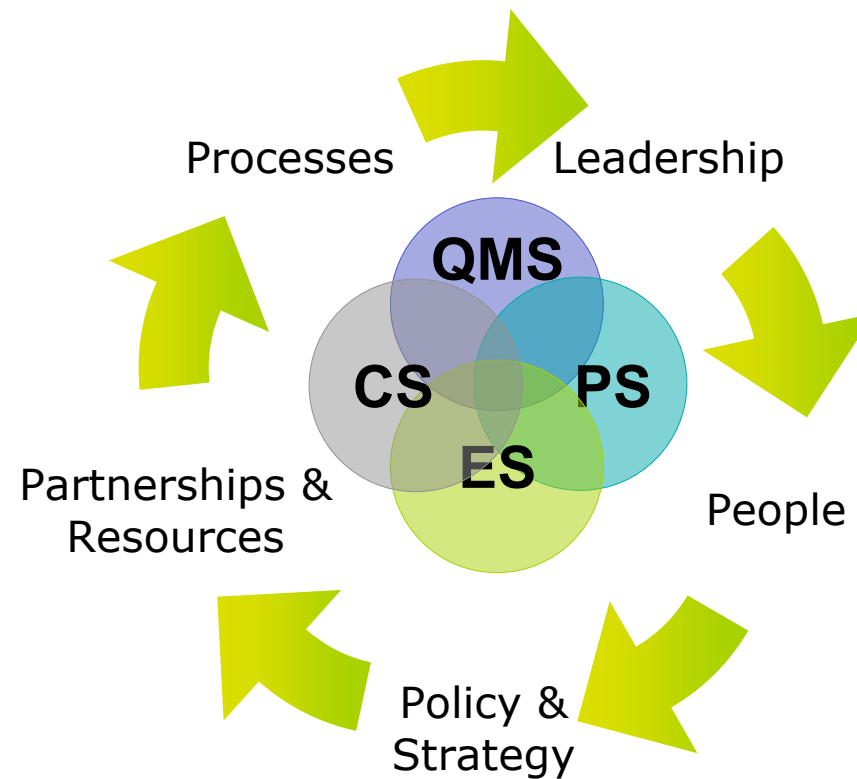 Processes
Leadership
QMS
CS
PS
ES
Partnerships &
Resources
People
Policy &
Strategy